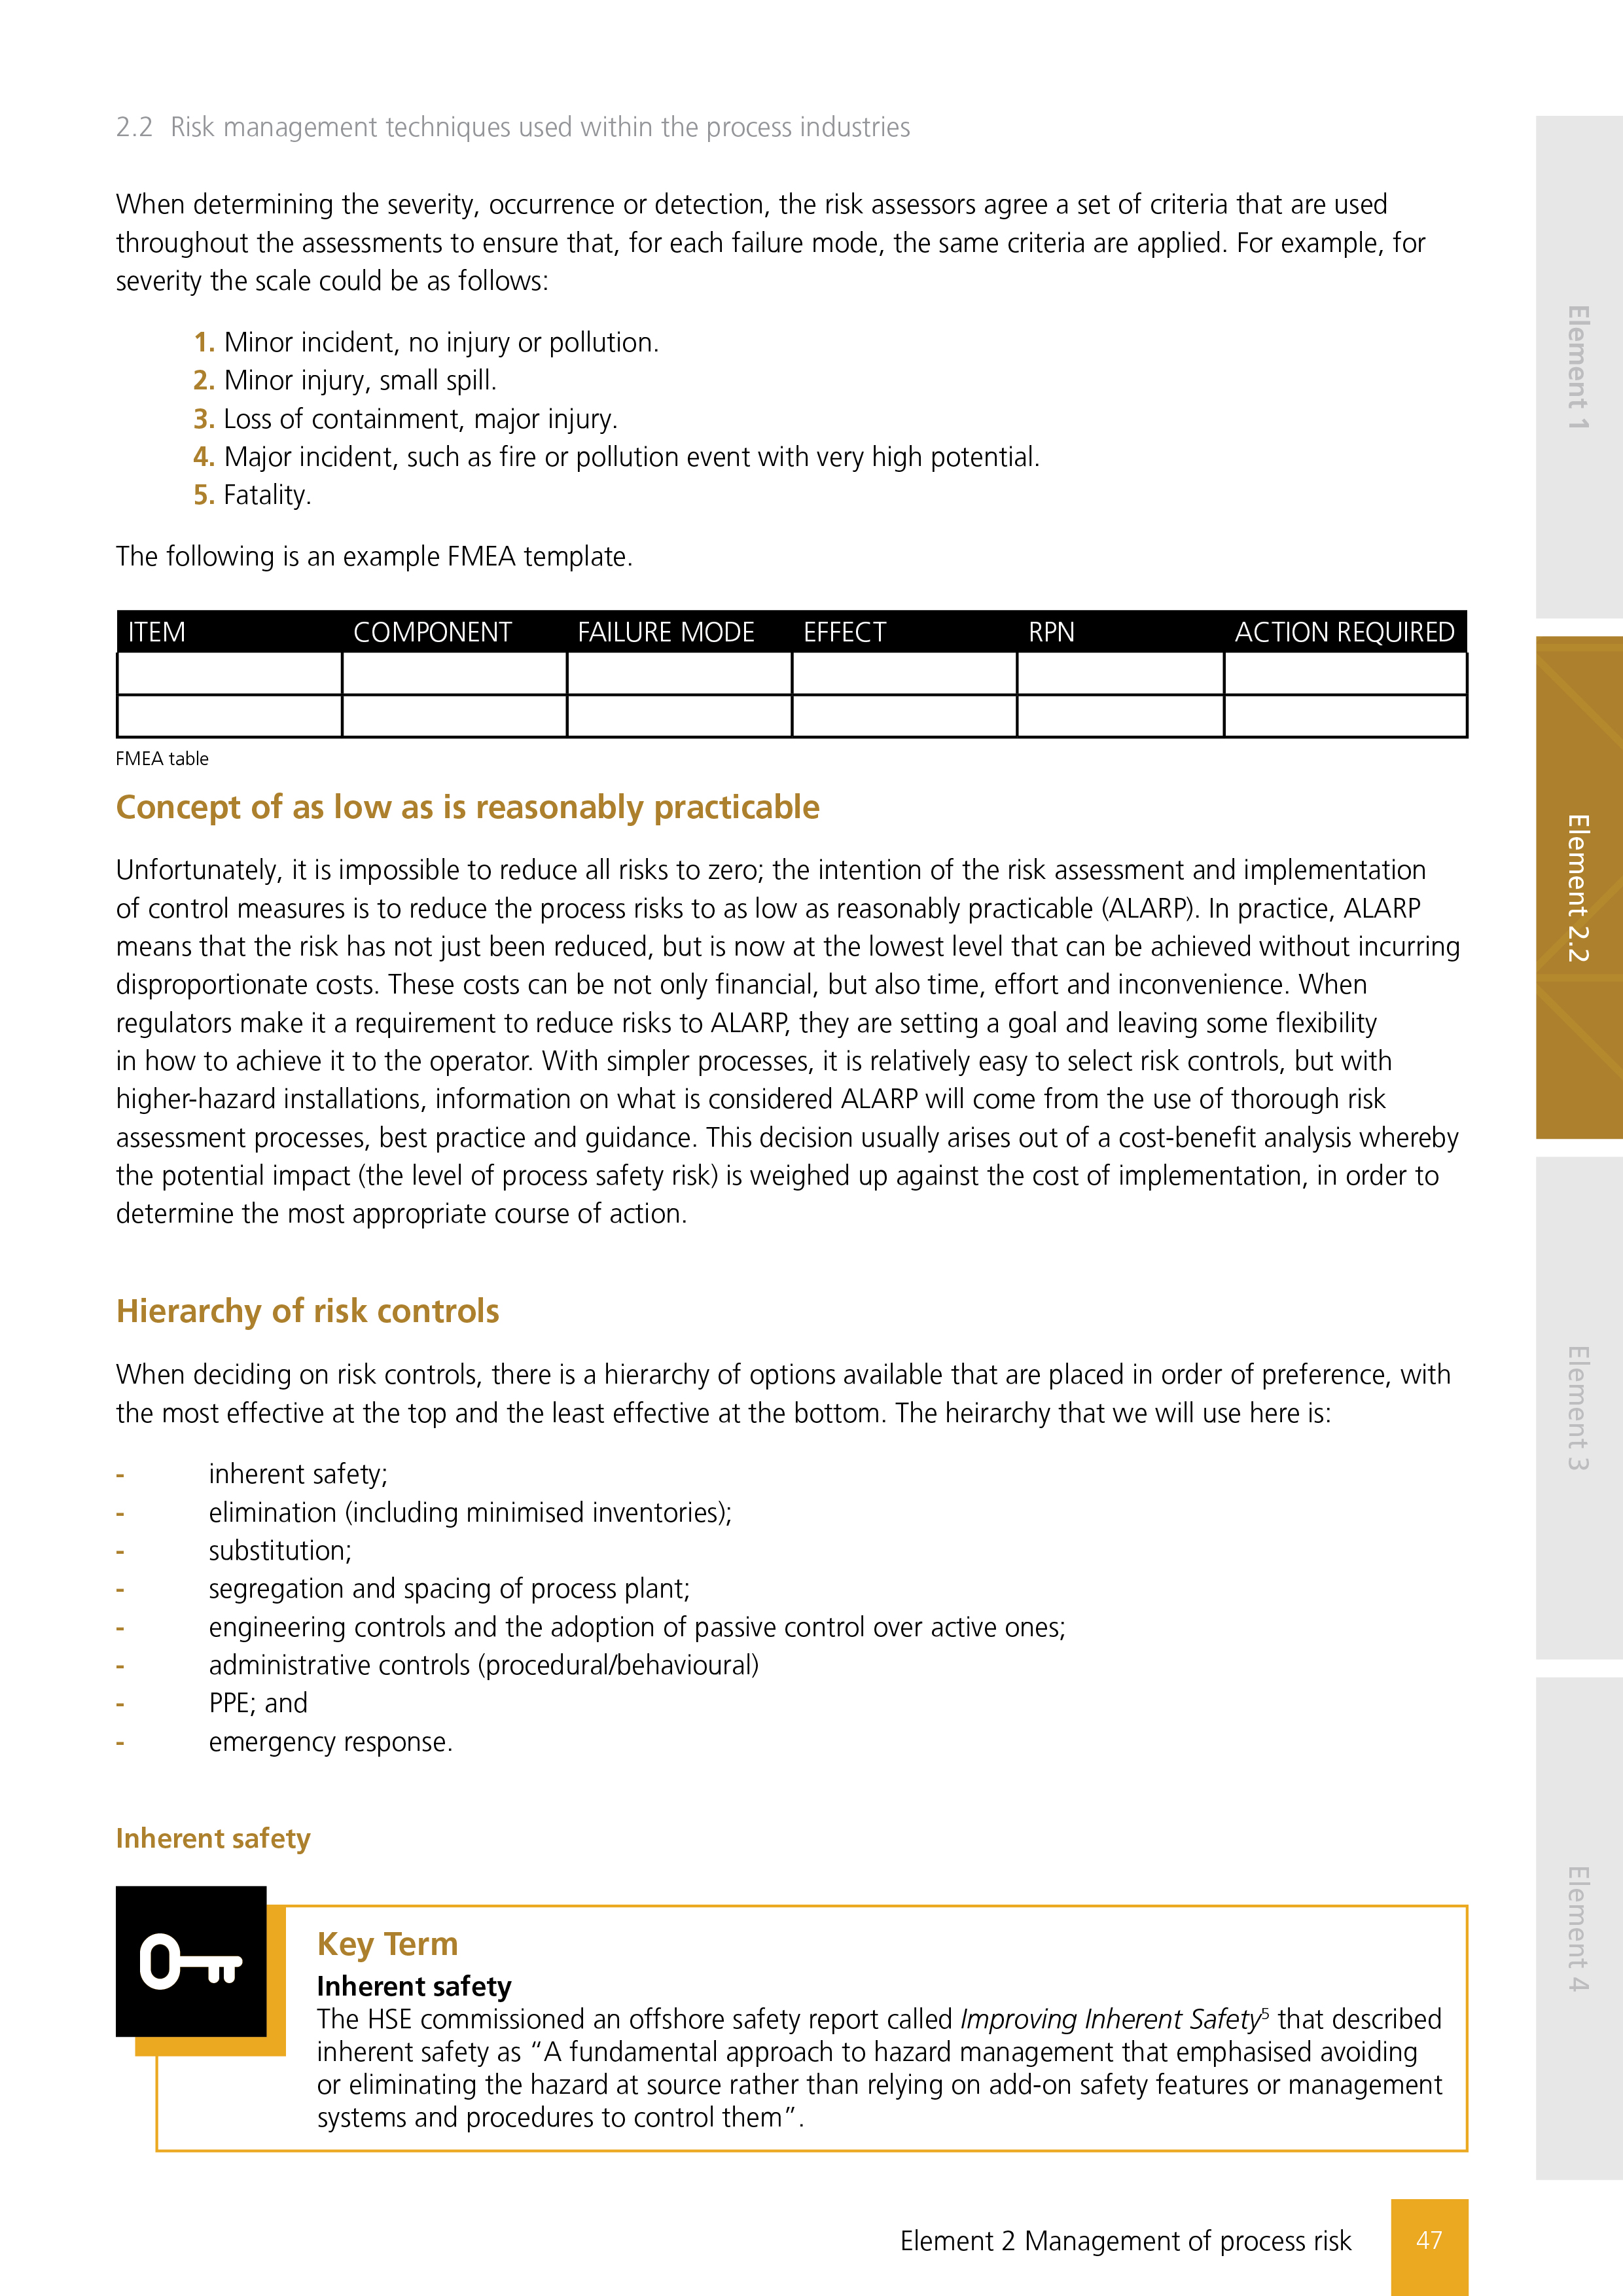 2.2 Risk management techniques used within the process industries
When determining the severity, occurrence or detection, the risk assessors agree a set of criteria that are used
throughout the assessments to ensure that, for each failure mode, the same criteria are applied. For example, for
severity the scale could be as follows:
1. Minor incident, no injury or pollution.
2. Minor injury, small spill.
3. Loss of containment, major injury.
4. Major incident, such as fire or pollution event with very high potential.
5. Fatality.
The following is an example FMEA template.
ITEM COMPONENT FAILURE MODE EFFECT RPN ACTION REQUIRED
FMEA table
Concept of as low as is reasonably practicable
Unfortunately, it is impossible to reduce all risks to zero; the intention of the risk assessment and implementation
of control measures is to reduce the process risks to as low as reasonably practicable (ALARP). In practice, ALARP
means that the risk has not just been reduced, but is now at the lowest level that can be achieved without incurring
disproportionate costs. These costs can be not only financial, but also time, effort and inconvenience. When
regulators make it a requirement to reduce risks to ALARP, they are setting a goal and leaving some flexibility
in how to achieve it to the operator. With simpler processes, it is relatively easy to select risk controls, but with
higher-hazard installations, information on what is considered ALARP will come from the use of thorough risk
assessment processes, best practice and guidance. This decision usually arises out of a cost-benefit analysis whereby
the potential impact (the level of process safety risk) is weighed up against the cost of implementation, in order to
determine the most appropriate course of action.
Hierarchy of risk controls
When deciding on risk controls, there is a hierarchy of options available that are placed in order of preference, with
the most effective at the top and the least effective at the bottom. The heirarchy that we will use here is:
- inherent safety;
- elimination (including minimised inventories);
- substitution;
- segregation and spacing of process plant;
- engineering controls and the adoption of passive control over active ones;
- administrative controls (procedural/behavioural)
- PPE; and
- emergency response.
Inherent safety
Key Term
Inherent safety
The HSE commissioned an offshore safety report called Improving Inherent Safety⁵ that described
inherent safety as “A fundamental approach to hazard management that emphasised avoiding
or eliminating the hazard at source rather than relying on add-on safety features or management
systems and procedures to control them”.
Element 2 Management of process risk
47
Element 1
Element 2.2
Element 3
Element 4